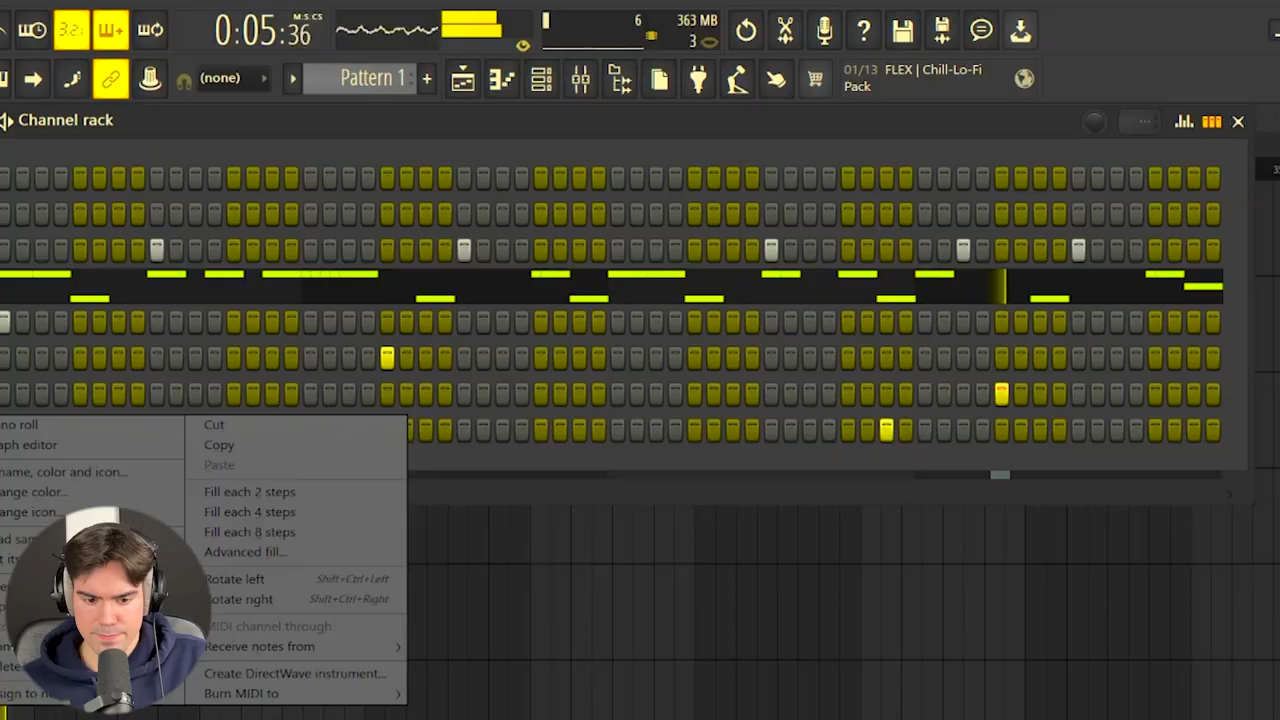 3.2:
0:05:36
M:S:CS
6
363 MB
3
(none)
Pattern 1
01/13 FLEX | Chill-Lo-Fi
Pack
Channel rack
no roll
Cut
ph editor
Copy
Paste
name, color and icon...
Fill each 2 steps
ange color...
Fill each 4 steps
ange icon...
Fill each 8 steps
Advanced fill...
Rotate left Shift+Ctrl+Left
otate right Shift+Ctrl+Right
MIDI channel through
Receive notes from
Create DirectWave instrument...
Burn MIDI to